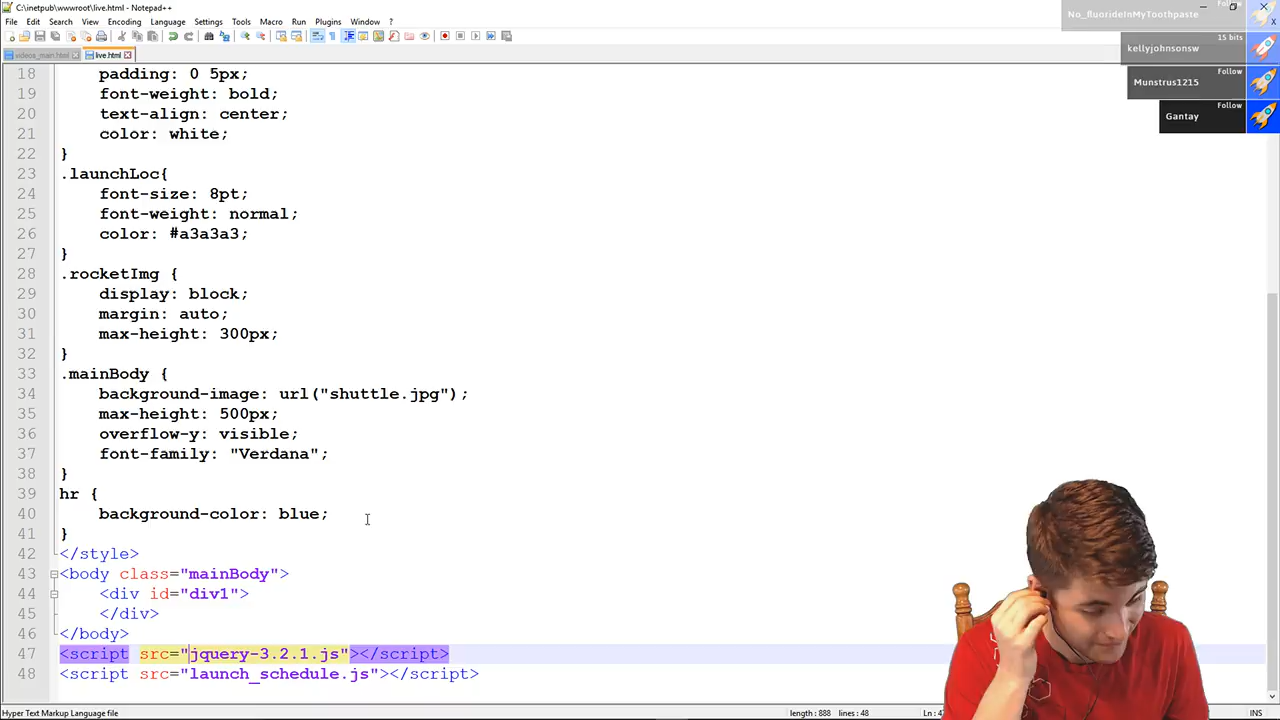 C:\inetpub\wwwroot\live.html - Notepad++
File Edit Search View Encoding Language Settings Tools Macro Run Plugins Window ?
videos_main.html live.html
18 padding: 0 5px;
19 font-weight: bold;
20 text-align: center;
21 color: white;
22 }
23 .launchLoc{
24 font-size: 8pt;
25 font-weight: normal;
26 color: #a3a3a3;
27 }
28 .rocketImg {
29 display: block;
30 margin: auto;
31 max-height: 300px;
32 }
33 .mainBody {
34 background-image: url("shuttle.jpg");
35 max-height: 500px;
36 overflow-y: visible;
37 font-family: "Verdana";
38 }
39 hr {
40 background-color: blue;
41 }
42 </style>
43 <body class="mainBody">
44 <div id="div1">
45 </div>
46 </body>
47 <script src="jquery-3.2.1.js"></script>
48 <script src="launch_schedule.js"></script>
No_fluorideInMyToothpaste
15 bits
kellyjohnsonsw
Follow
Munstrus1215
Follow
Gantay
Hyper Text Markup Language file length : 888 lines : 48 INS